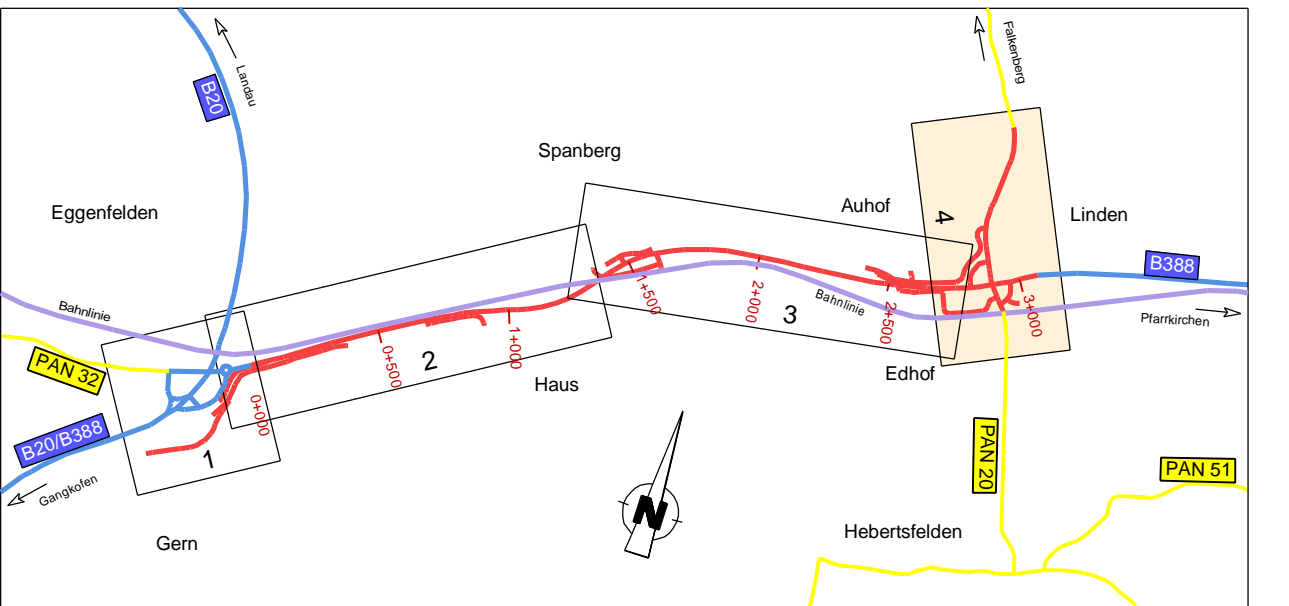 Falkenberg
Landau
B20
Spanberg
Eggenfelden
Auhof
4
Linden
B388
Bahnlinie
1+500
2+000
3
Bahnlinie
2+500
3+000
Pfarrkirchen
PAN 32
0+500
2
1+000
Haus
Edhof
0+000
B20/B388
1
Gangkofen
PAN 20
PAN 51
N
Gern
Hebertsfelden